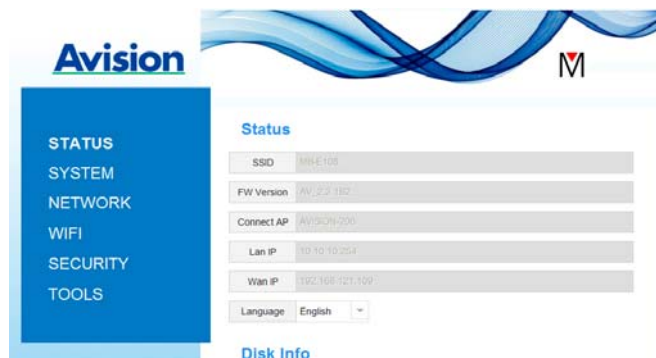 Avision
M
STATUS
SYSTEM
NETWORK
WIFI
SECURITY
TOOLS
Status
SSID MB-E108
FW Version AV_2.2.182
Connect AP AVISION-206
Lan IP 10.10.10.254
Wan IP 192.168.121.109
Language English
Disk Info